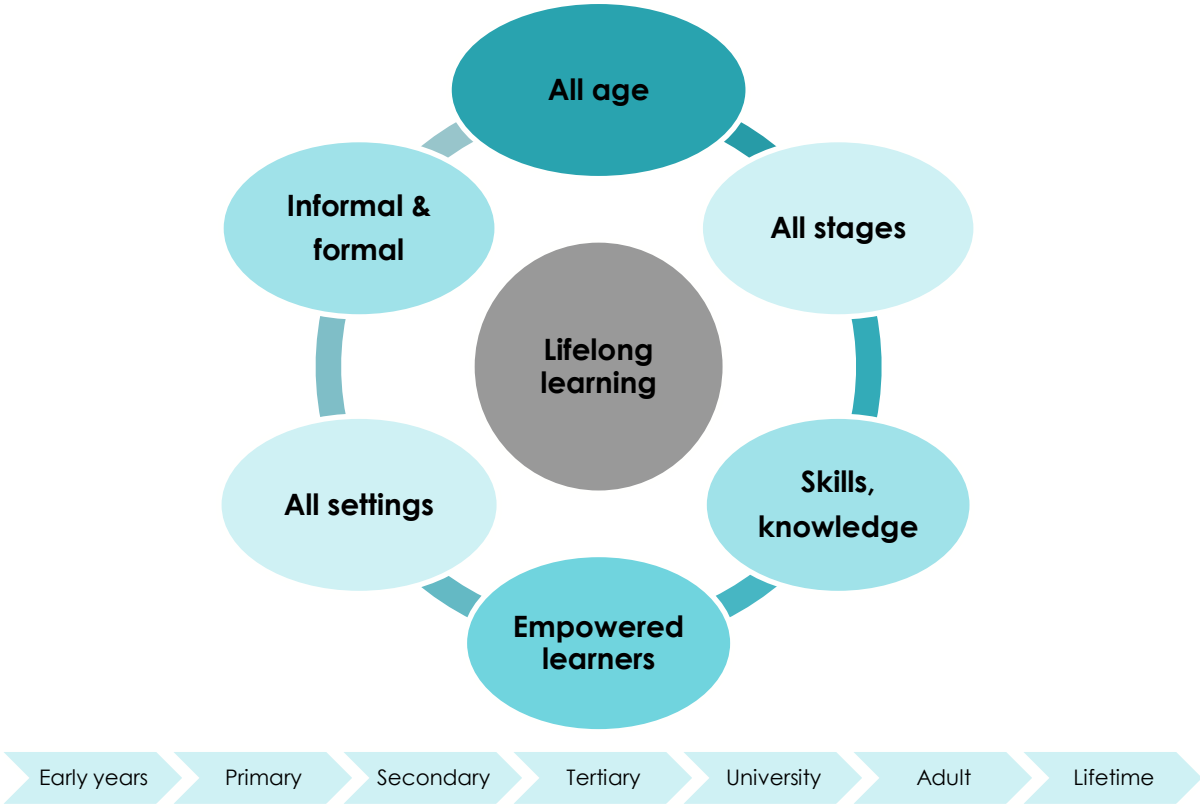 All age
All stages
Skills,
knowledge
Empowered
learners
All settings
Informal &
formal
Lifelong
learning
Early years
Primary
Secondary
Tertiary
University
Adult
Lifetime